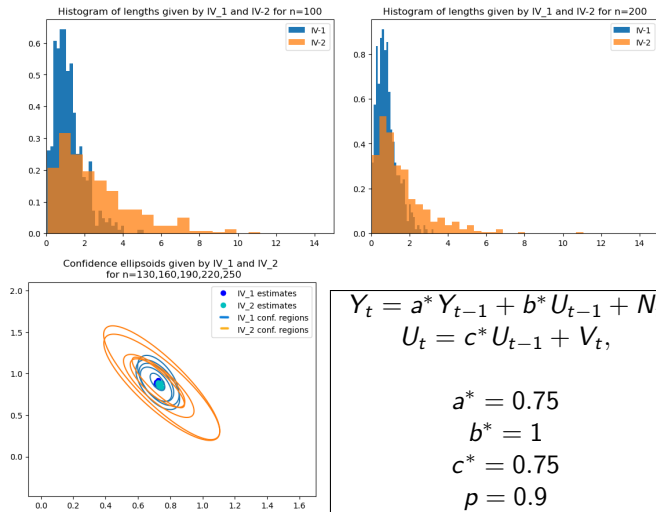 Histogram of lengths given by IV_1 and IV-2 for n=100
IV-1
IV-2
0.6
0.5
0.4
0.3
0.2
0.1
0.0
0 2 4 6 8 10 12 14
Histogram of lengths given by IV_1 and IV-2 for n=200
IV-1
IV-2
0.8
0.6
0.4
0.2
0.0
0 2 4 6 8 10 12 14
Confidence ellipsoids given by IV_1 and IV_2
for n=130,160,190,220,250
IV_1 estimates
IV_2 estimates
IV_1 conf. regions
IV_2 conf. regions
2.0
1.5
1.0
0.5
0.0
0.0 0.2 0.4 0.6 0.8 1.0 1.2 1.4 1.6
Y_t = a* Y_{t-1} + b* U_{t-1} + N
U_t = c* U_{t-1} + V_t,
a* = 0.75
b* = 1
c* = 0.75
p = 0.9